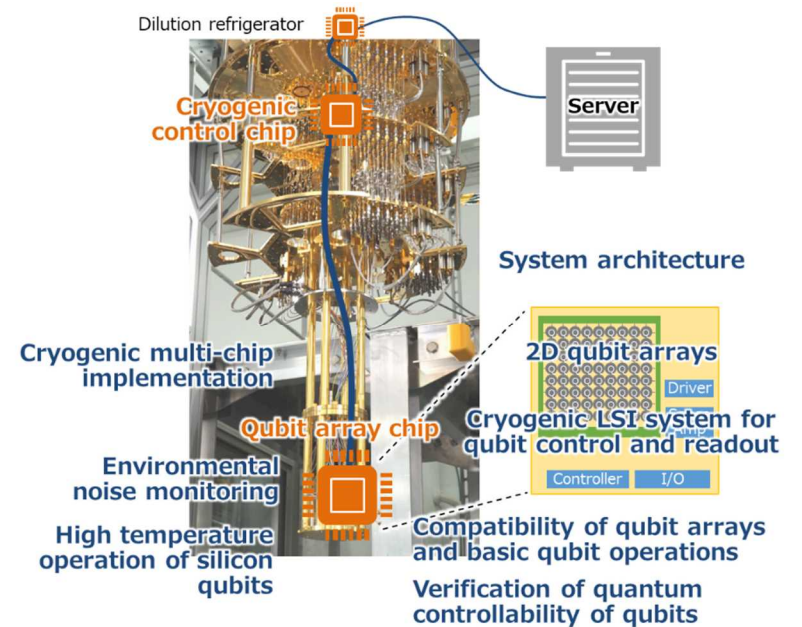 Dilution refrigerator
Cryogenic
control chip
Server
System architecture
Cryogenic multi-chip
implementation
2D qubit arrays
Driver
Qubit array chip
Cryogenic LSI system for
qubit control and readout
Environmental
noise monitoring
Controller
I/O
High temperature
operation of silicon
qubits
Compatibility of qubit arrays
and basic qubit operations
Verification of quantum
controllability of qubits